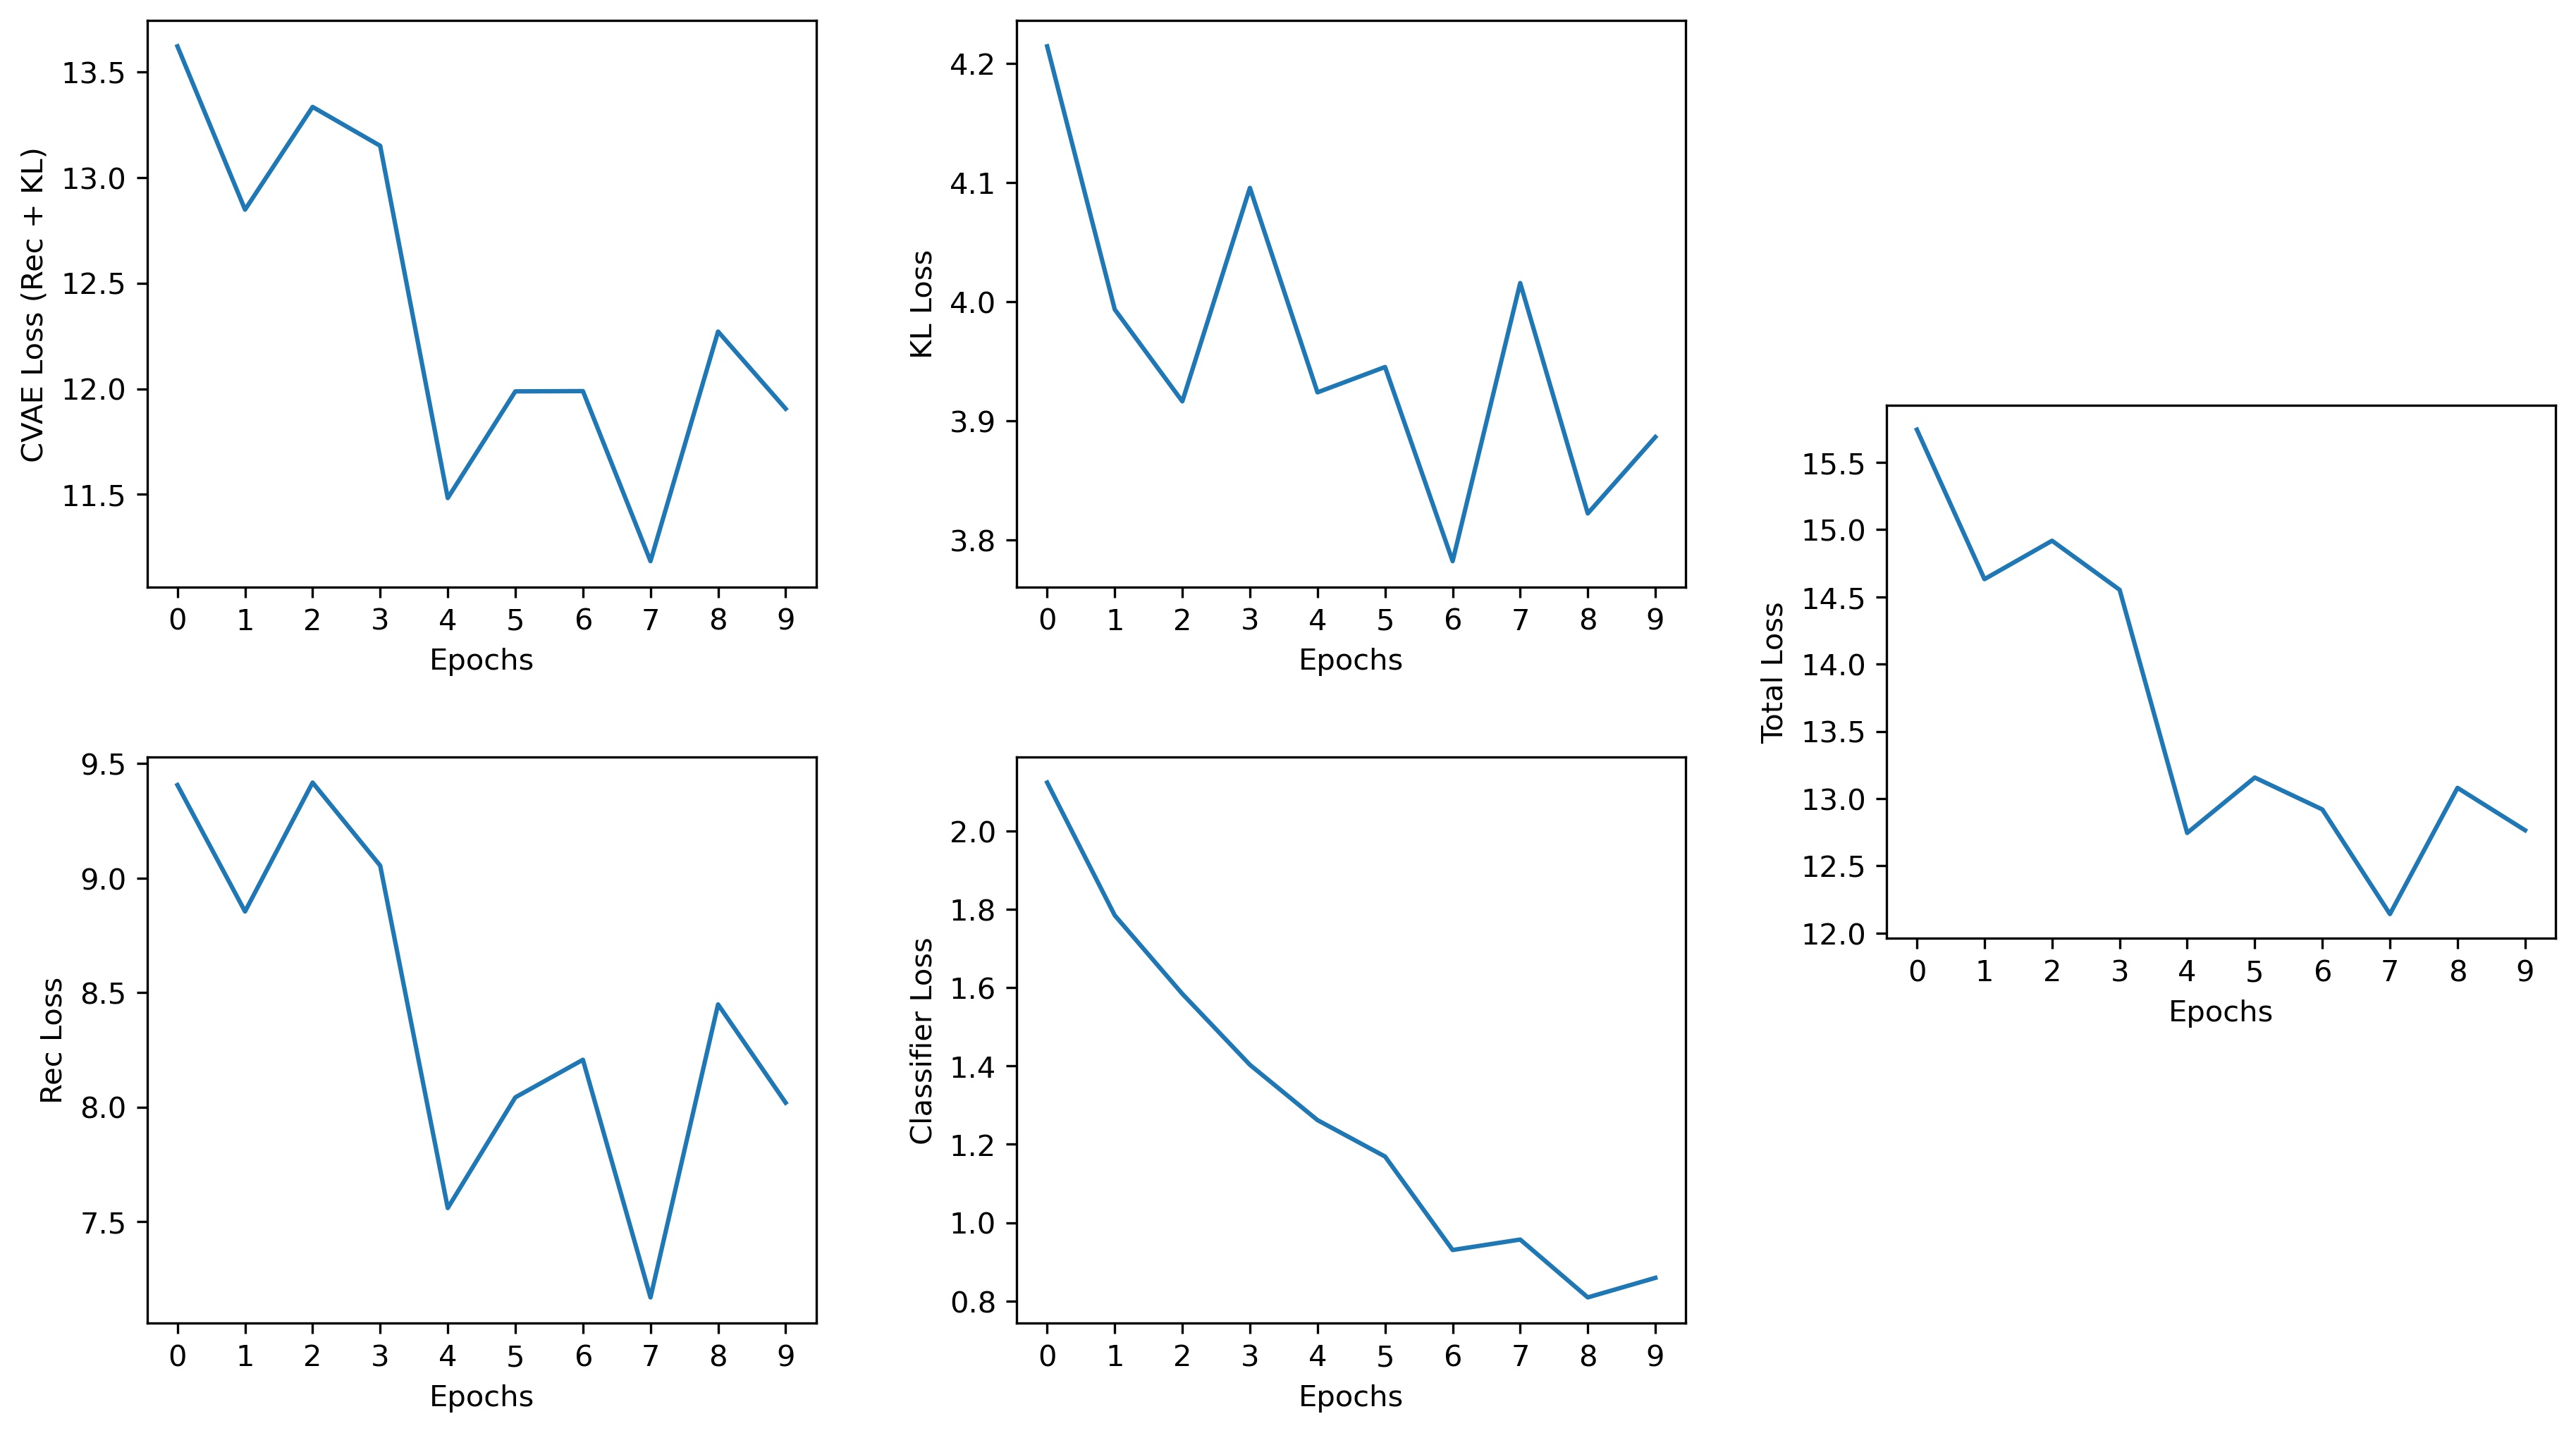 CVAE Loss (Rec + KL)
13.5
13.0
12.5
12.0
11.5
0 1 2 3 4 5 6 7 8 9
Epochs
KL Loss
4.2
4.1
4.0
3.9
3.8
0 1 2 3 4 5 6 7 8 9
Epochs
Rec Loss
9.5
9.0
8.5
8.0
7.5
0 1 2 3 4 5 6 7 8 9
Epochs
Classifier Loss
2.0
1.8
1.6
1.4
1.2
1.0
0.8
0 1 2 3 4 5 6 7 8 9
Epochs
Total Loss
15.5
15.0
14.5
14.0
13.5
13.0
12.5
12.0
0 1 2 3 4 5 6 7 8 9
Epochs